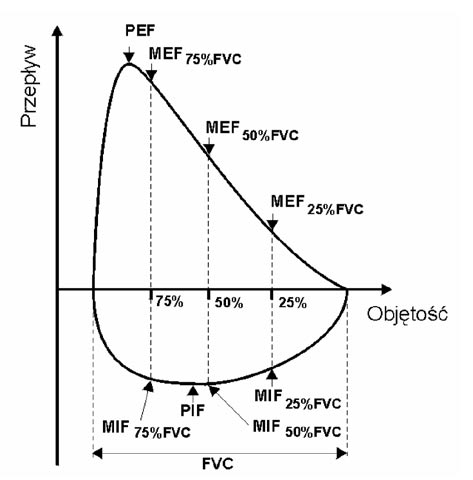 PEF
MEF 75%FVC
Przepływ
MEF 50%FVC
MEF 25%FVC
75% 50% 25%
Objętość
MIF 75%FVC
PIF
MIF 25%FVC
MIF 50%FVC
FVC